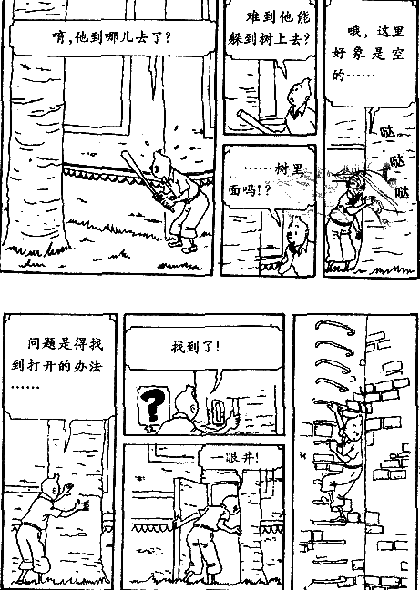 唷,他到哪儿去了?
难到他能
躲到树上去?
……树里
面吗!?
哦,这里
好象是空
的……
哒
哒
哒
问题是得找
到打开的办法
……
找到了!
?
一眼井!